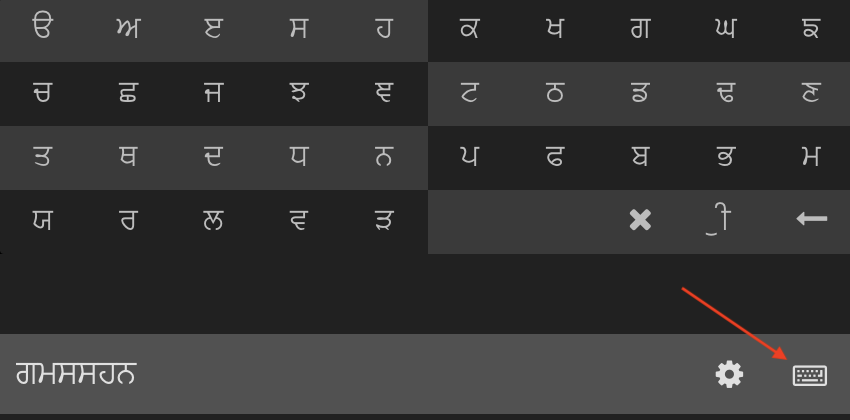 ੳ ਅ ੲ ਸ ਹ ਕ ਖ ਗ ਘ ਙ
ਚ ਛ ਜ ਝ ਞ ਟ ਠ ਡ ਢ ਣ
ਤ ਥ ਦ ਧ ਨ ਪ ਫ ਬ ਭ ਮ
ਯ ਰ ਲ ਵ ੜ ੁੀ
ਗਮਸਸਹਨ